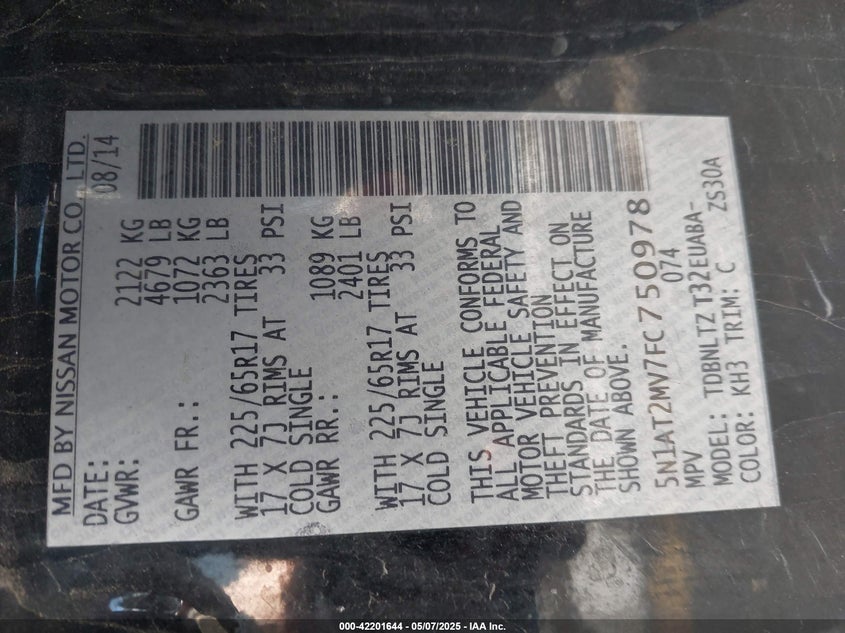 MFD BY NISSAN MOTOR CO., LTD.
DATE: 08/14
GVWR: 2122 KG
4679 LB
GAWR FR.: 1072 KG
2363 LB
WITH 225/65R17 TIRES
17 X 7J RIMS AT 33 PSI
COLD SINGLE
GAWR RR.: 1089 KG
2401 LB
WITH 225/65R17 TIRES
17 X 7J RIMS AT 33 PSI
COLD SINGLE
THIS VEHICLE CONFORMS TO
ALL APPLICABLE FEDERAL
MOTOR VEHICLE SAFETY AND
THEFT PREVENTION
STANDARDS IN EFFECT ON
THE DATE OF MANUFACTURE
SHOWN ABOVE.
5N1AT2MV7FC750978
MPV 074
MODEL: TDBNLTZ T32EUABA-
COLOR: KH3 TRIM: C ZS30A
000-42201644 - 05/07/2025 - IAA Inc.